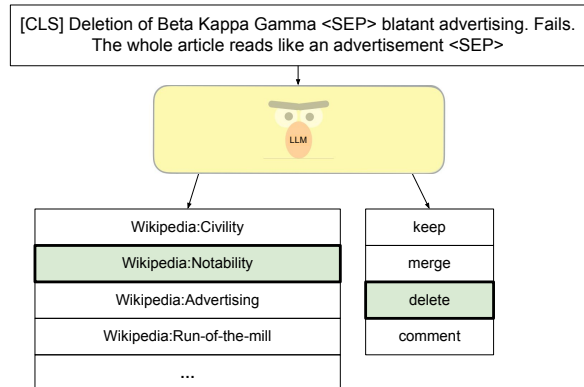 [CLS] Deletion of Beta Kappa Gamma <SEP> blatant advertising. Fails.
The whole article reads like an advertisement <SEP>
LLM
Wikipedia:Civility
Wikipedia:Notability
Wikipedia:Advertising
Wikipedia:Run-of-the-mill
...
keep
merge
delete
comment